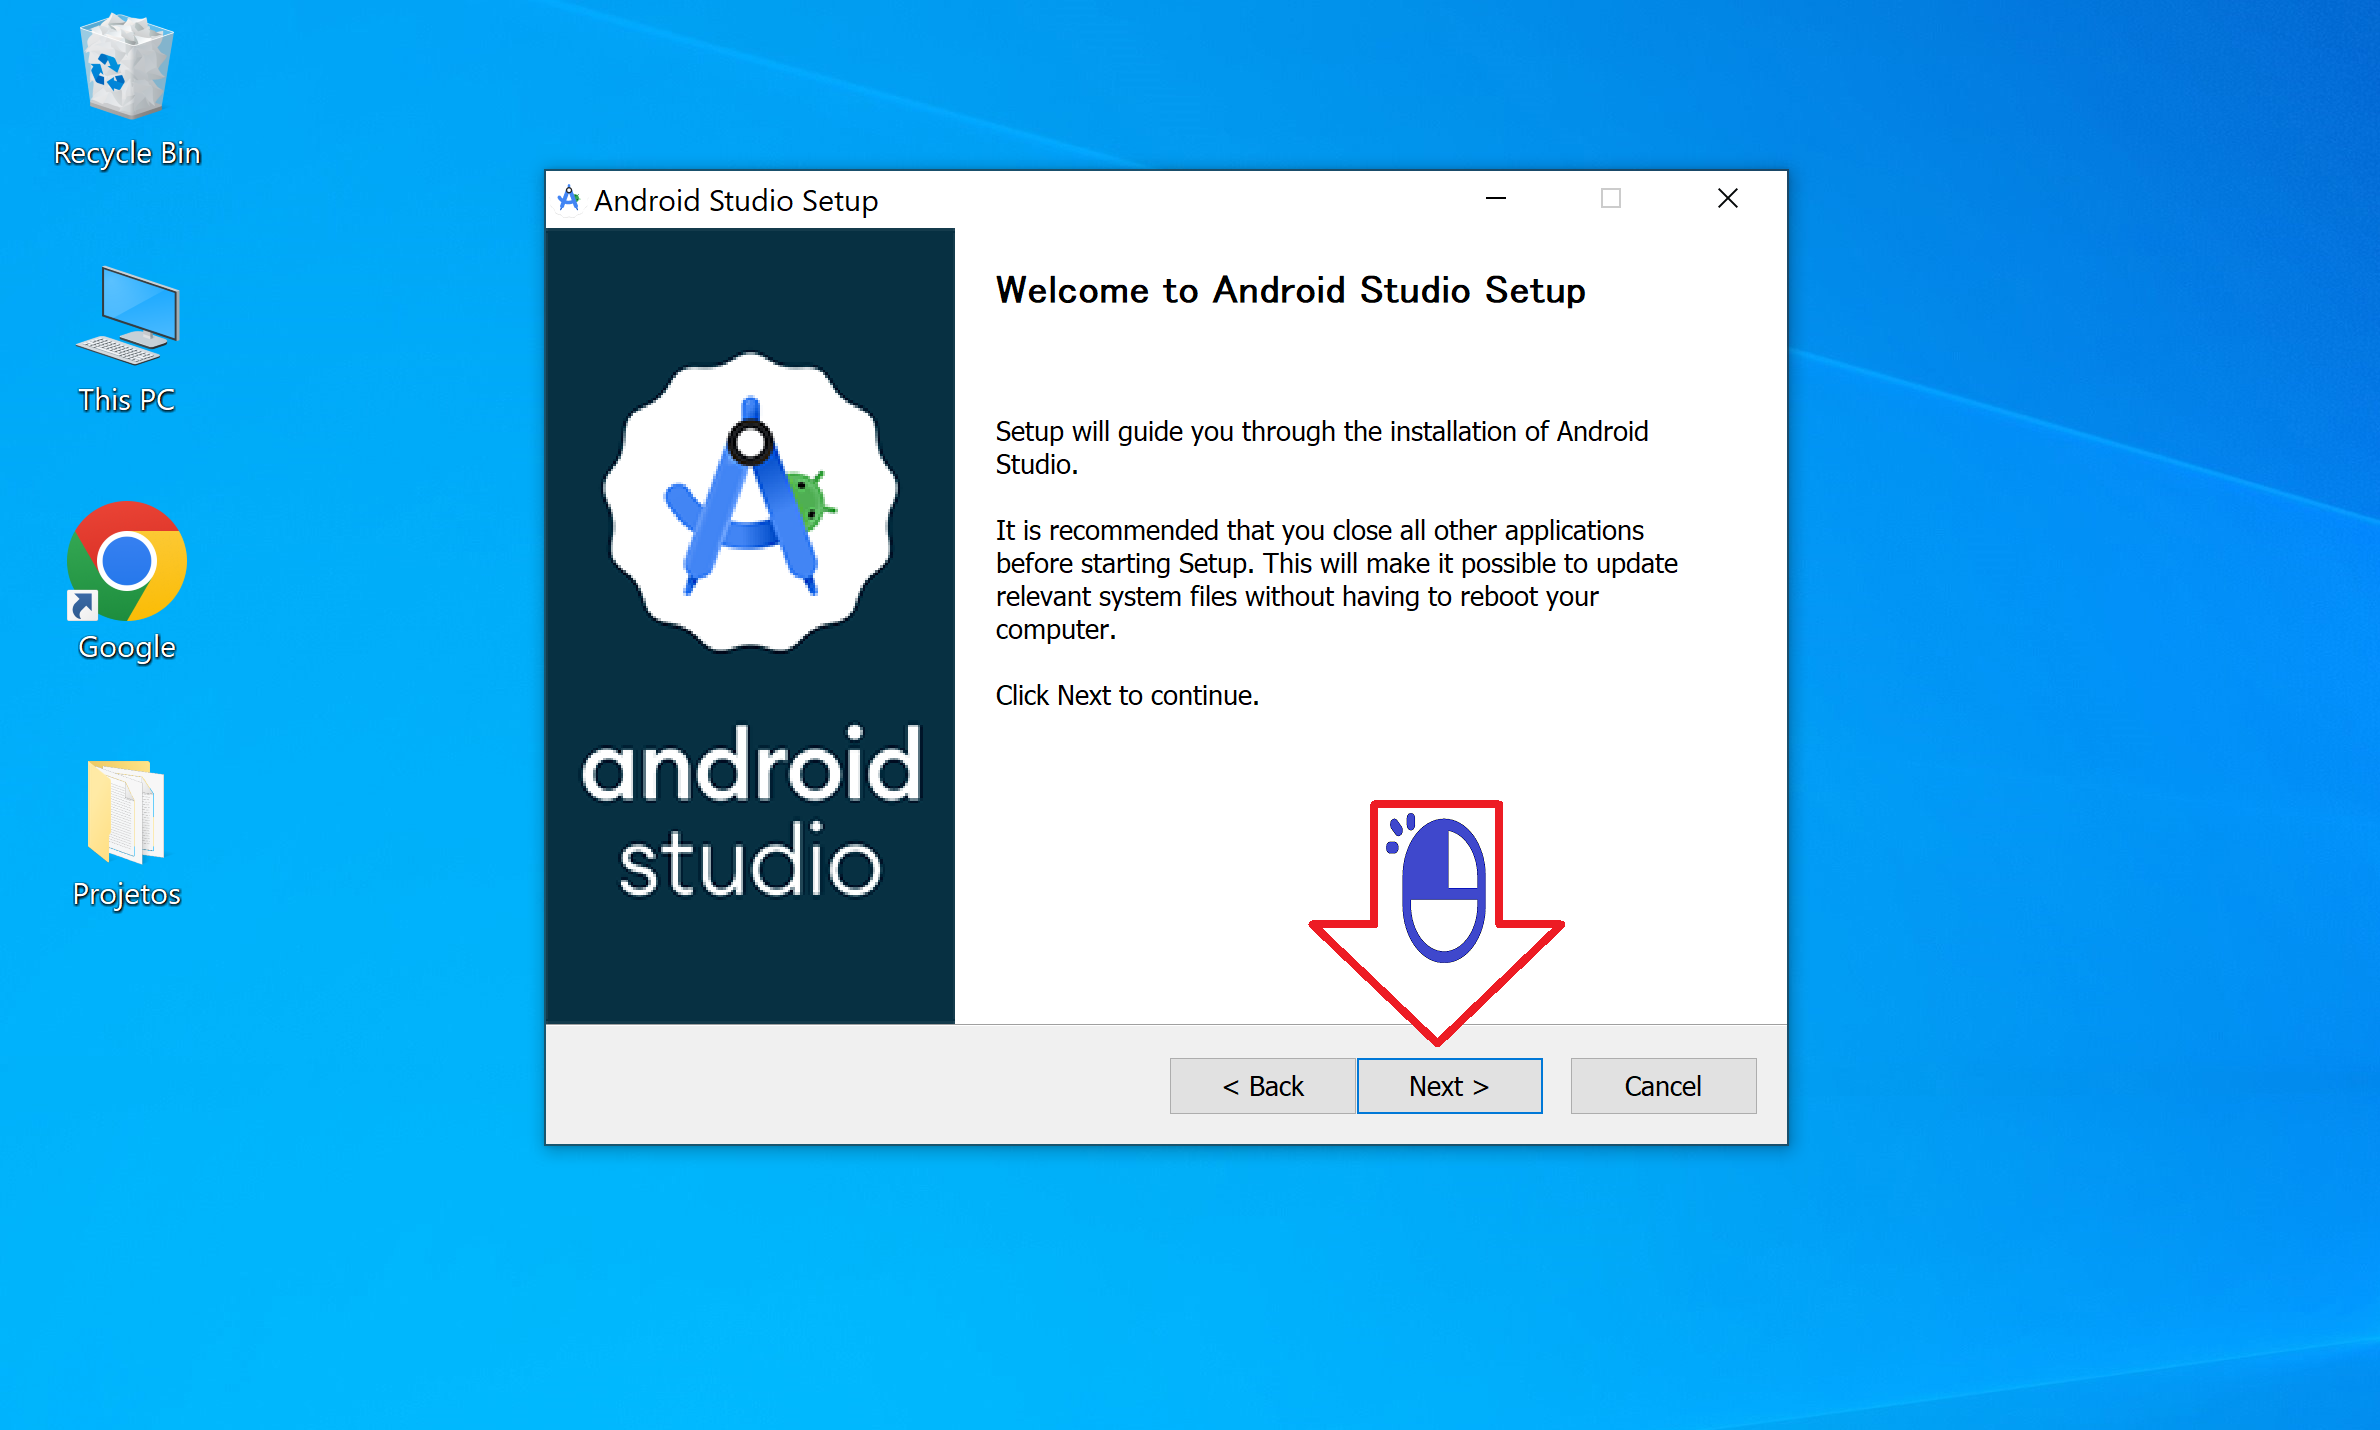 Recycle Bin
This PC
Google
Projetos
Android Studio Setup
android
studio
Welcome to Android Studio Setup
Setup will guide you through the installation of Android
Studio.
It is recommended that you close all other applications
before starting Setup. This will make it possible to update
relevant system files without having to reboot your
computer.
Click Next to continue.
< Back
Next >
Cancel